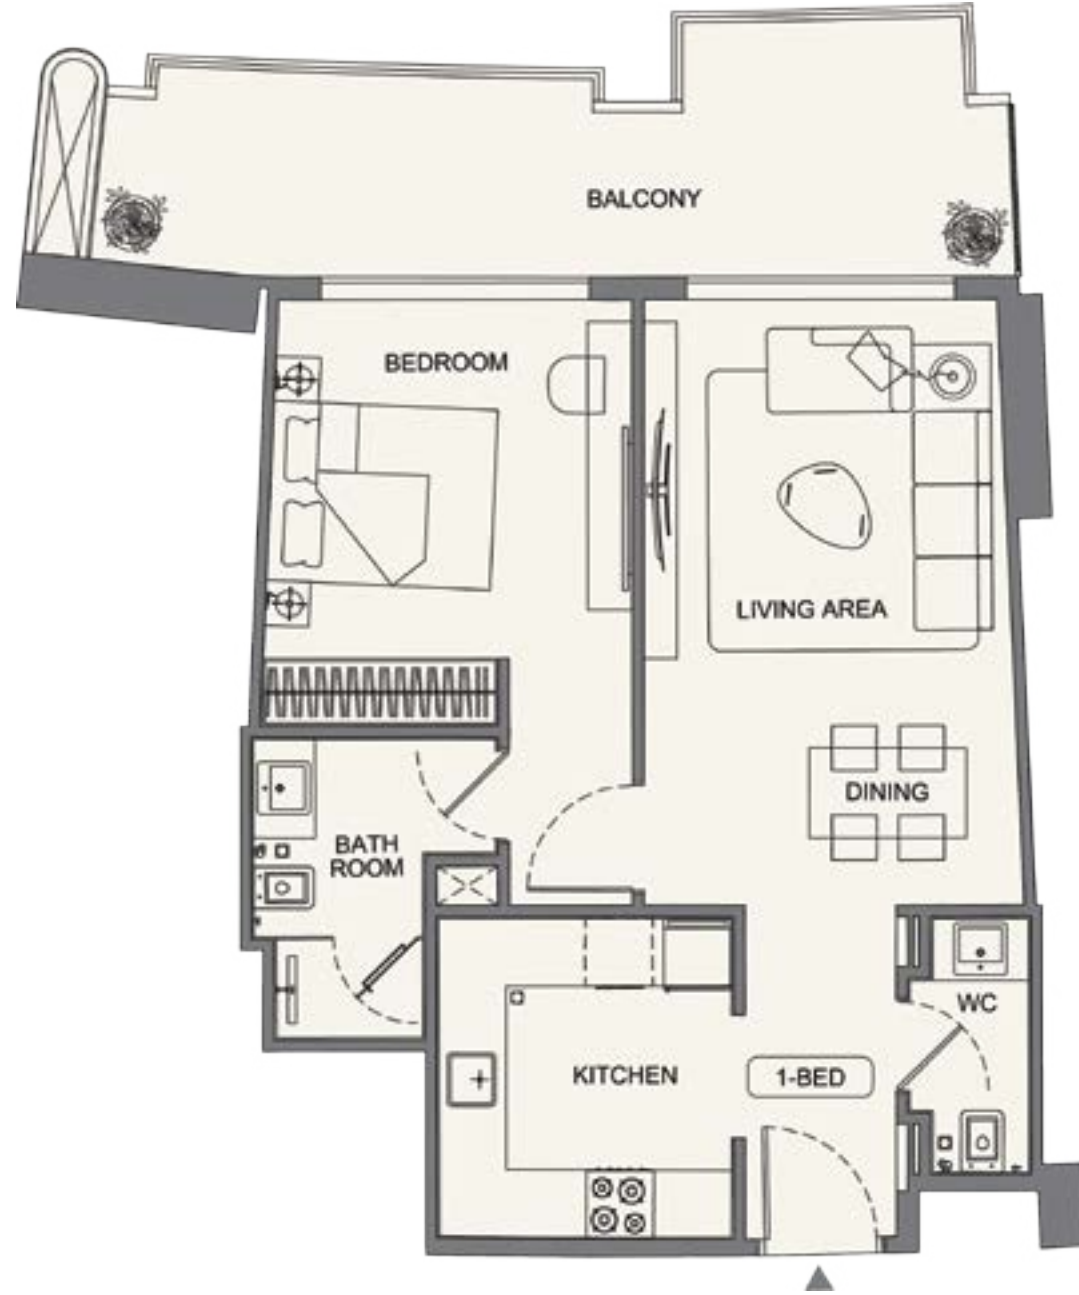 BALCONY
BEDROOM
LIVING AREA
DINING
BATH
ROOM
WC
KITCHEN
1-BED